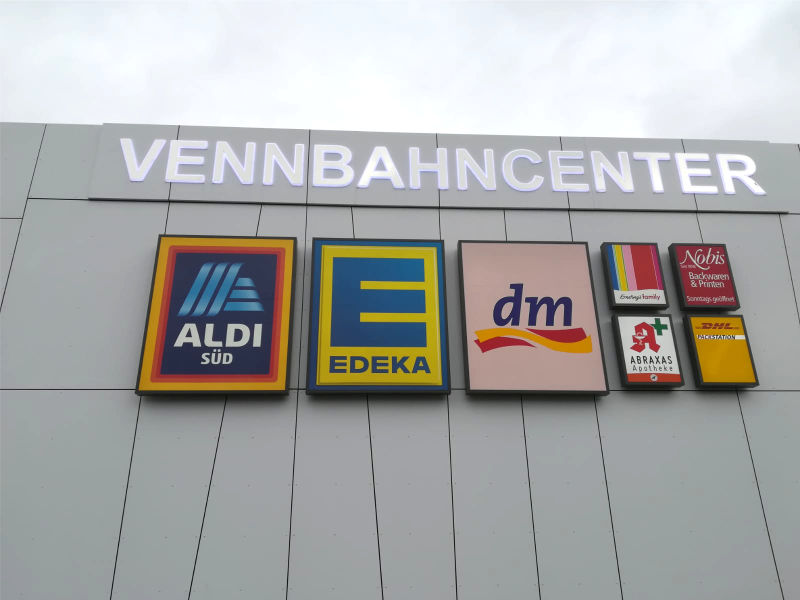 VENNBAHNCENTER
ALDI
SÜD
E
EDEKA
dm
Ernsting's family
Nobis
Backwaren
& Printen
Sonntags geöffnet
ABRAXAS
Apotheke
DHL
PACKSTATION